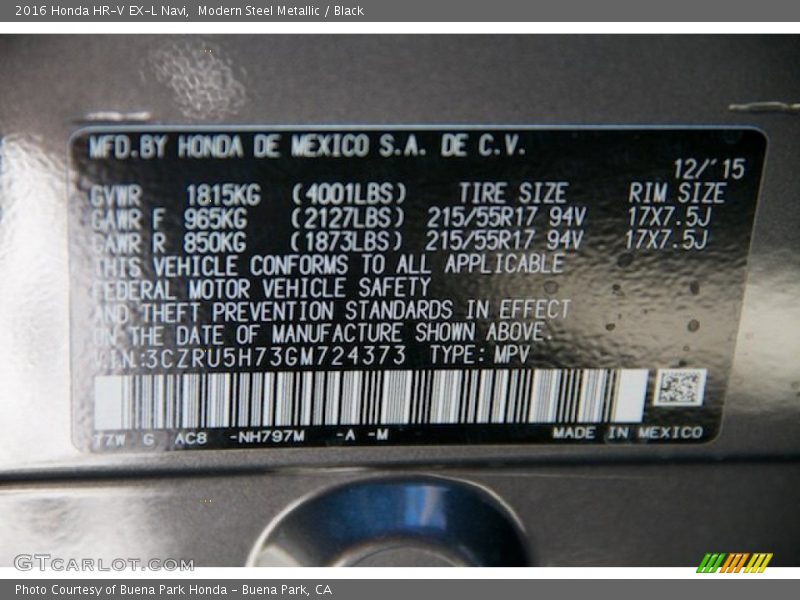 2016 Honda HR-V EX-L Navi,  Modern Steel Metallic / Black
MFD.BY HONDA DE MEXICO S.A. DE C.V.
12/'15
GVWR 1815KG (4001LBS) TIRE SIZE RIM SIZE
GAWR F 965KG (2127LBS) 215/55R17 94V 17X7.5J
GAWR R 850KG (1873LBS) 215/55R17 94V 17X7.5J
THIS VEHICLE CONFORMS TO ALL APPLICABLE
FEDERAL MOTOR VEHICLE SAFETY
AND THEFT PREVENTION STANDARDS IN EFFECT
ON THE DATE OF MANUFACTURE SHOWN ABOVE.
VIN:3CZRU5H73GM724373 TYPE: MPV
T7W G AC8 -NH797M -A -M MADE IN MEXICO
GTCARLOT.COM
Photo Courtesy of Buena Park Honda - Buena Park, CA